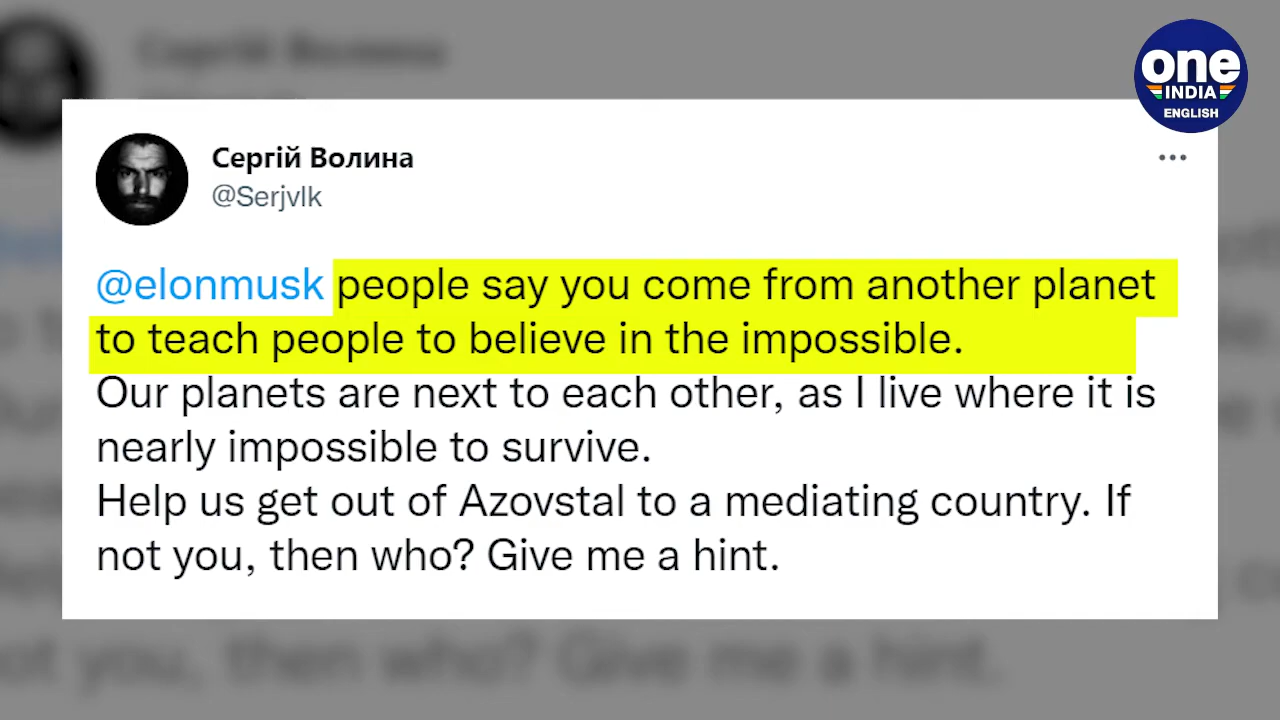 one
INDIA
ENGLISH
Сергій Волина
@Serjvlk
@elonmusk people say you come from another planet
to teach people to believe in the impossible.
Our planets are next to each other, as I live where it is
nearly impossible to survive.
Help us get out of Azovstal to a mediating country. If
not you, then who? Give me a hint.